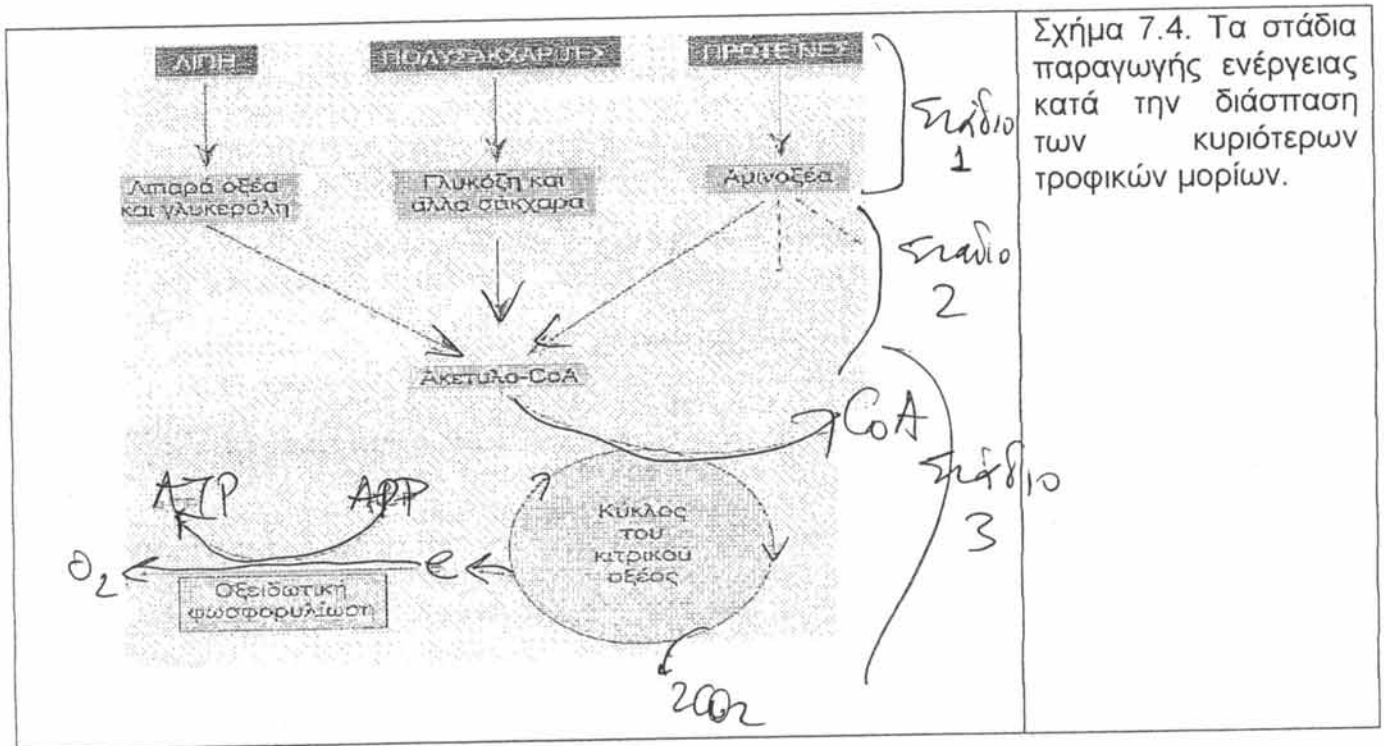 ΛΙΠΗ
ΠΟΛΥΣΑΚΧΑΡΙΤΕΣ
ΠΡΩΤΕΪΝΕΣ
Στάδιο
1
Λιπαρά οξέα
και γλυκερόλη
Γλυκόζη και
άλλα σάκχαρα
Αμινοξέα
Σταδιο
2
Ακετυλο-CoA
CoA
Στάδιο
3
ATP
ADP
Κύκλος
του
κιτρικού
οξέος
O2
e
Οξειδωτική
φωσφορυλίωση
2CO2
Σχήμα 7.4. Τα στάδια
παραγωγής ενέργειας
κατά την διάσπαση
των κυριότερων
τροφικών μορίων.